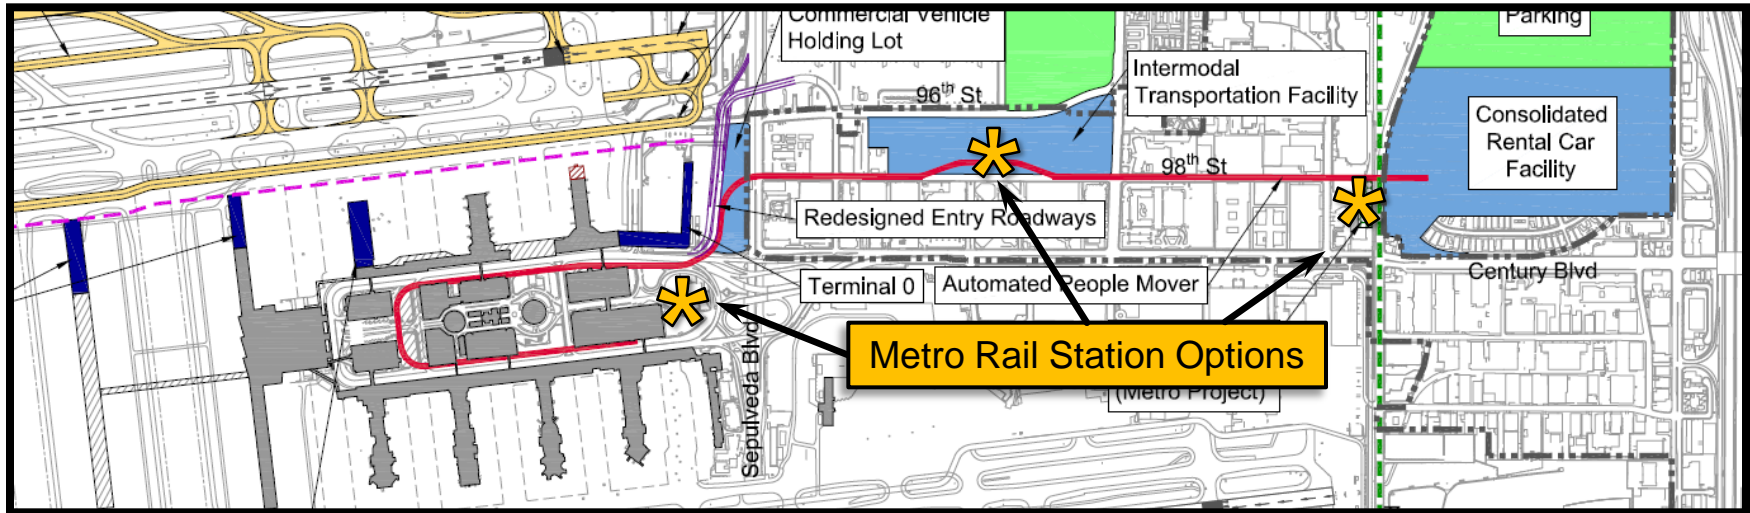 Commercial Vehicle
Holding Lot
Parking
96th St
Intermodal
Transportation Facility
Consolidated
Rental Car
Facility
98th St
Redesigned Entry Roadways
Terminal 0
Automated People Mover
Century Blvd
Sepulveda Blvd
Metro Rail Station Options
(Metro Project)